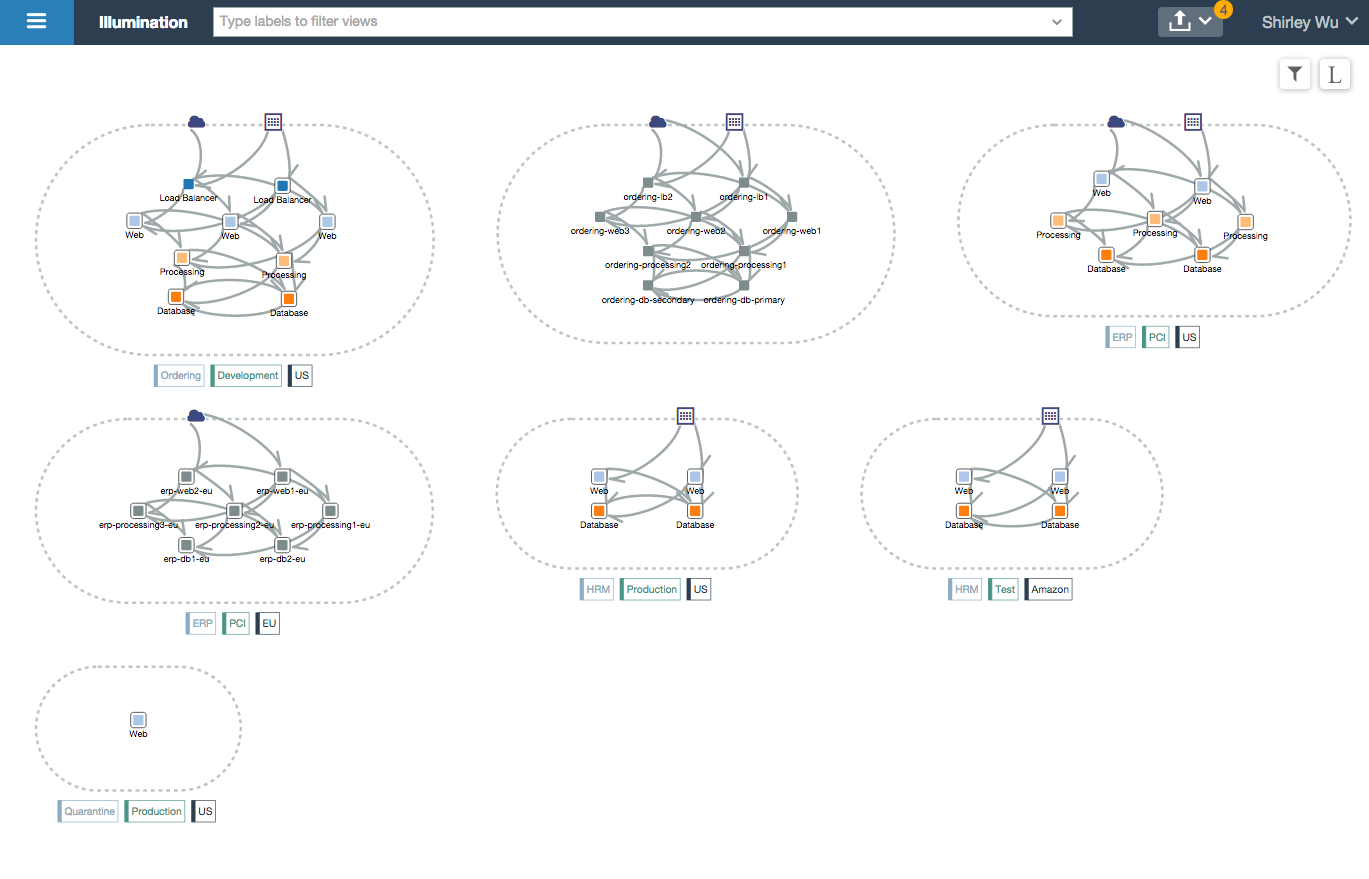 Illumination
Type labels to filter views
4
Shirley Wu
L
Load Balancer Load Balancer
Web Web Web
Processing Processing
Database Database
Ordering Development US
ordering-lb2 ordering-lb1
ordering-web3 ordering-web2 ordering-web1
ordering-processing2 ordering-processing1
ordering-db-secondary ordering-db-primary
Web Web
Processing Processing Processing
Database Database
ERP PCI US
erp-web2-eu erp-web1-eu
erp-processing3-eu erp-processing2-eu erp-processing1-eu
erp-db1-eu erp-db2-eu
ERP PCI EU
Web Web
Database Database
HRM Production US
Web Web
Database Database
HRM Test Amazon
Web
Quarantine Production US